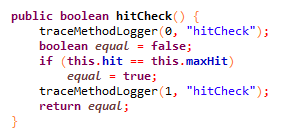 public boolean hitCheck() {
    traceMethodLogger(0, "hitCheck");
    boolean equal = false;
    if (this.hit == this.maxHit)
        equal = true;
    traceMethodLogger(1, "hitCheck");
    return equal;
}